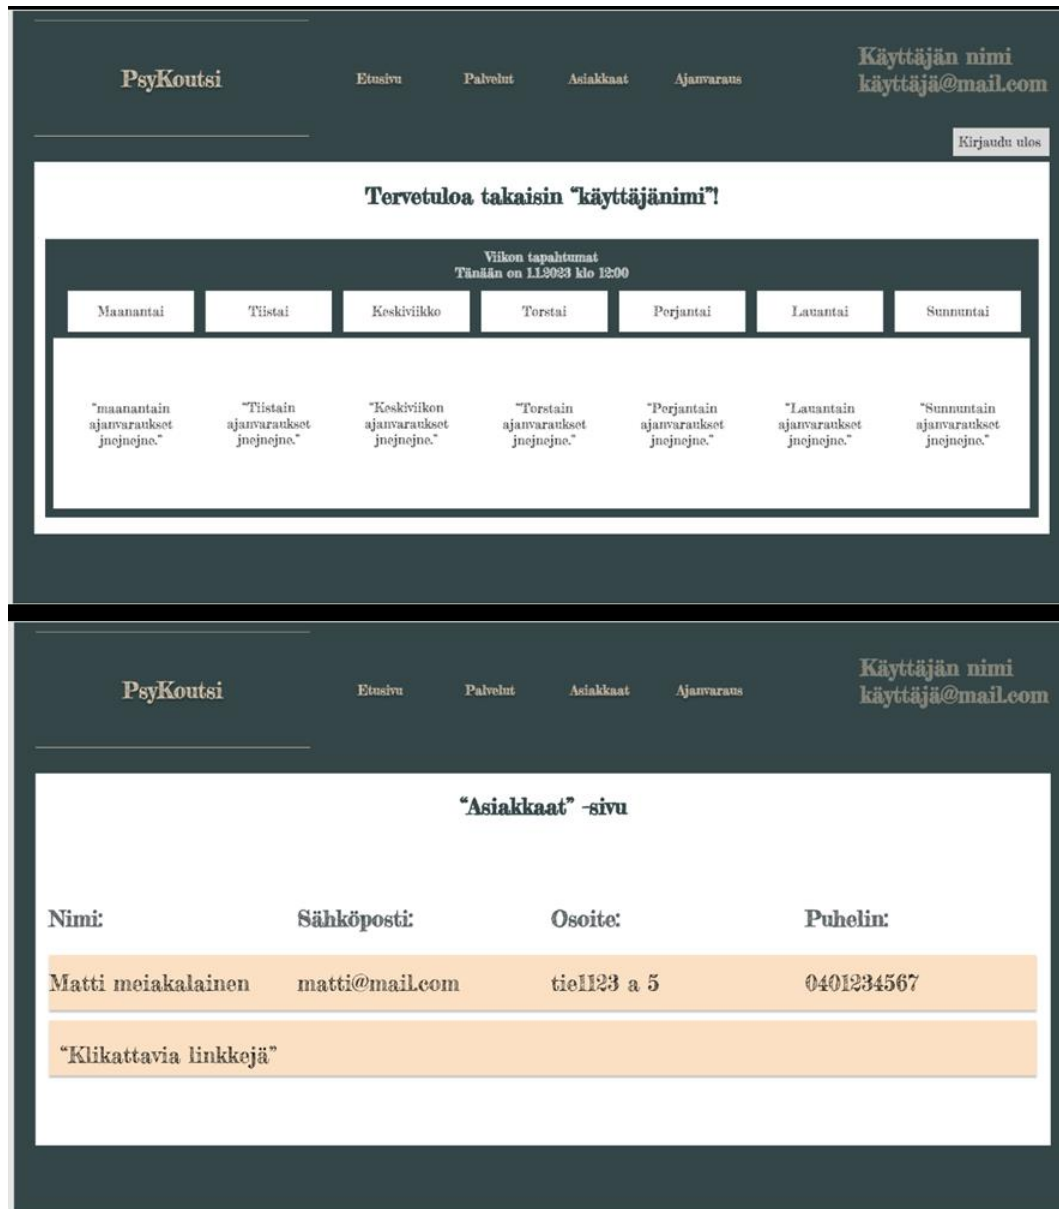 PsyKoutsi
Etusivu
Palvelut
Asiakkaat
Ajanvaraus
Käyttäjän nimi
käyttäjä@mail.com
Kirjaudu ulos
Tervetuloa takaisin “käyttäjänimi”!
Viikon tapahtumat
Tänään on 1.1.2023 klo 12:00
Maanantai
Tiistai
Keskiviikko
Torstai
Perjantai
Lauantai
Sunnuntai
“maanantain
ajanvaraukset
jnejnejne.”
“Tiistain
ajanvaraukset
jnejnejne.”
“Keskiviikon
ajanvaraukset
jnejnejne.”
“Torstain
ajanvaraukset
jnejnejne.”
“Perjantain
ajanvaraukset
jnejnejne.”
“Lauantain
ajanvaraukset
jnejnejne.”
“Sunnuntain
ajanvaraukset
jnejnejne.”
PsyKoutsi
Etusivu
Palvelut
Asiakkaat
Ajanvaraus
Käyttäjän nimi
käyttäjä@mail.com
“Asiakkaat” -sivu
Nimi:
Sähköposti:
Osoite:
Puhelin:
Matti meiakalainen
matti@mail.com
tie1123 a 5
0401234567
“Klikattavia linkkejä”